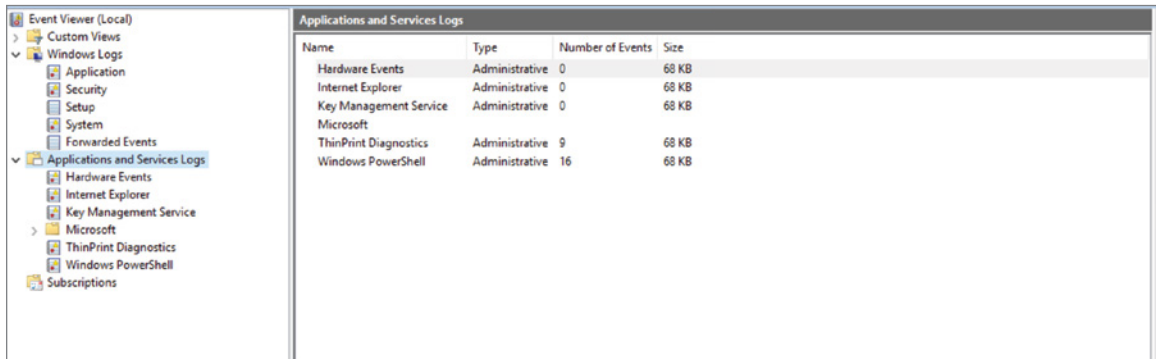 Event Viewer (Local)
Custom Views
Windows Logs
Application
Security
Setup
System
Forwarded Events
Applications and Services Logs
Hardware Events
Internet Explorer
Key Management Service
Microsoft
ThinPrint Diagnostics
Windows PowerShell
Subscriptions
Applications and Services Logs
Name Type Number of Events Size
Hardware Events Administrative 0 68 KB
Internet Explorer Administrative 0 68 KB
Key Management Service Administrative 0 68 KB
Microsoft
ThinPrint Diagnostics Administrative 9 68 KB
Windows PowerShell Administrative 16 68 KB